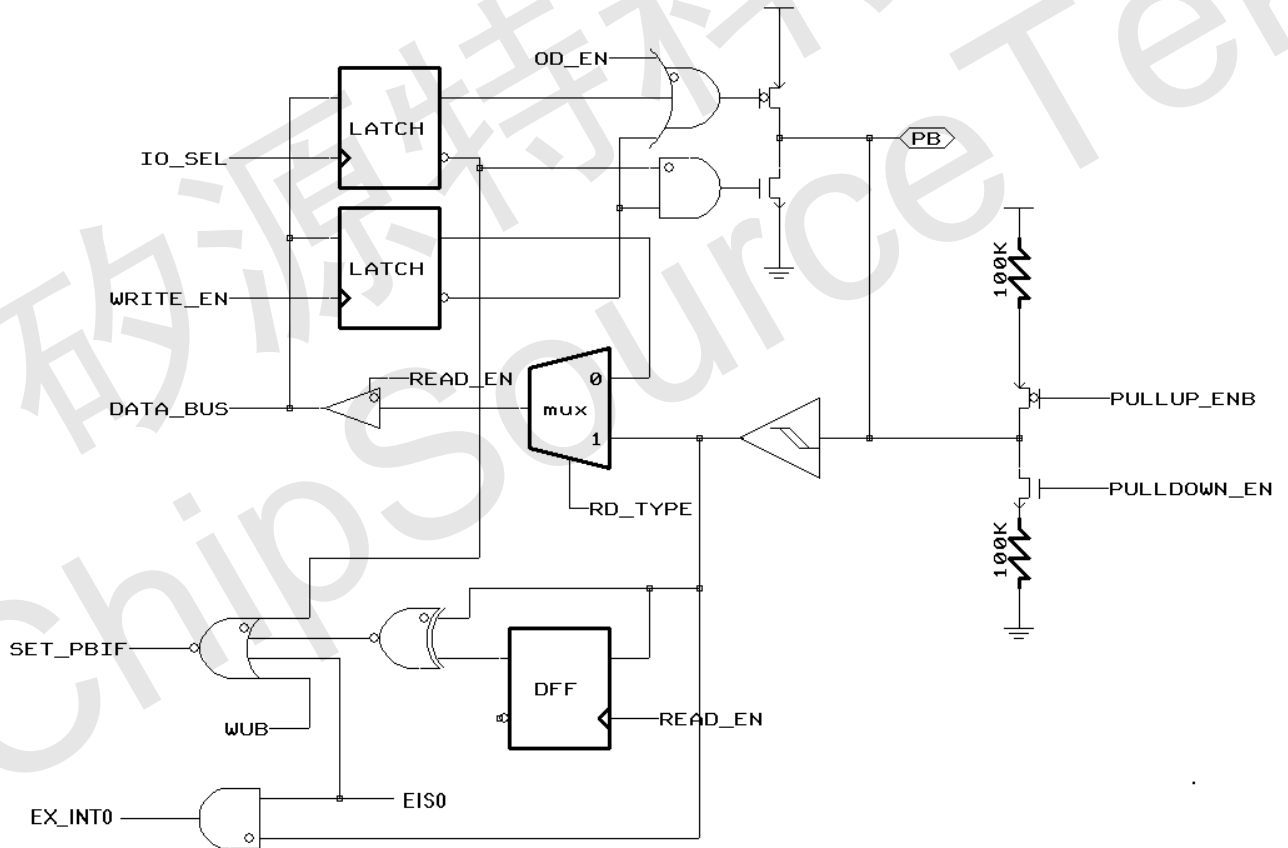 矽源特科
ChipSourceTe
OD_EN
LATCH
IO_SEL
PB
LATCH
100K
WRITE_EN
READ_EN
0
DATA_BUS
mux
PULLUP_ENB
1
PULLDOWN_EN
RD_TYPE
100K
SET_PBIF
DFF
WUB
READ_EN
EIS0
EX_INT0